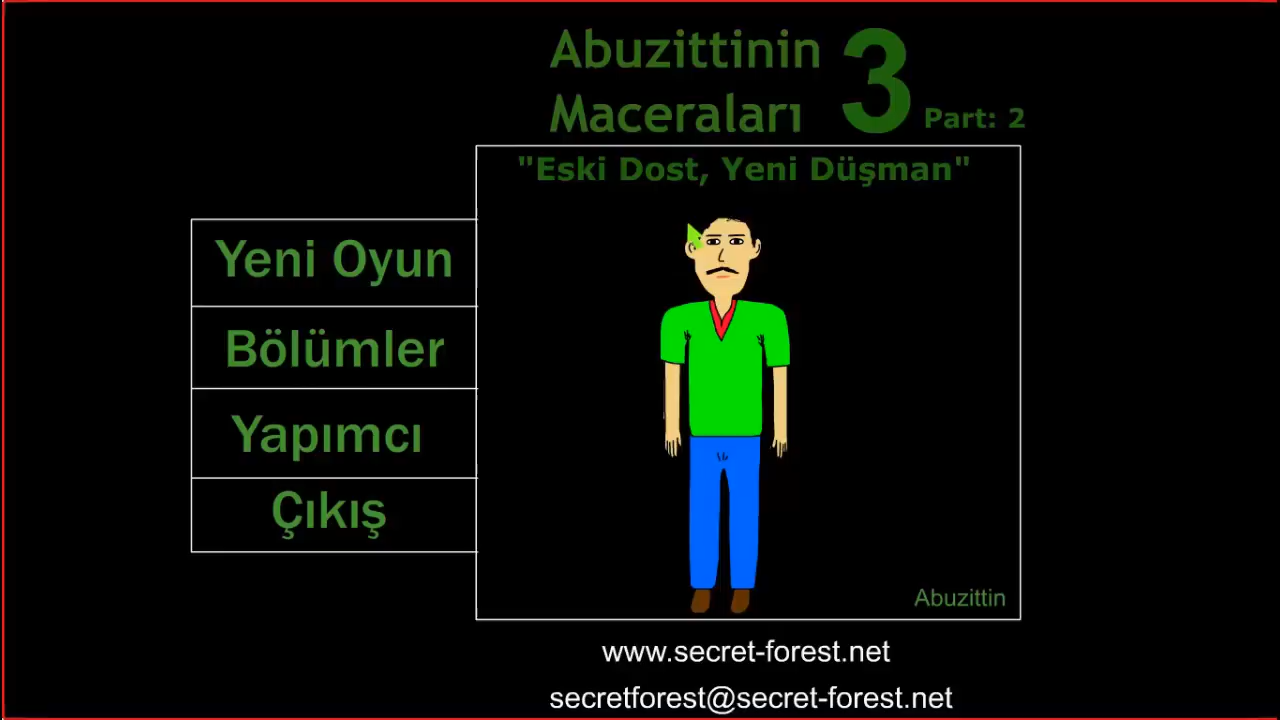 Abuzittinin
Maceraları 3 Part: 2
"Eski Dost, Yeni Düşman"
Yeni Oyun
Bölümler
Yapımcı
Çıkış
Abuzittin
www.secret-forest.net
secretforest@secret-forest.net